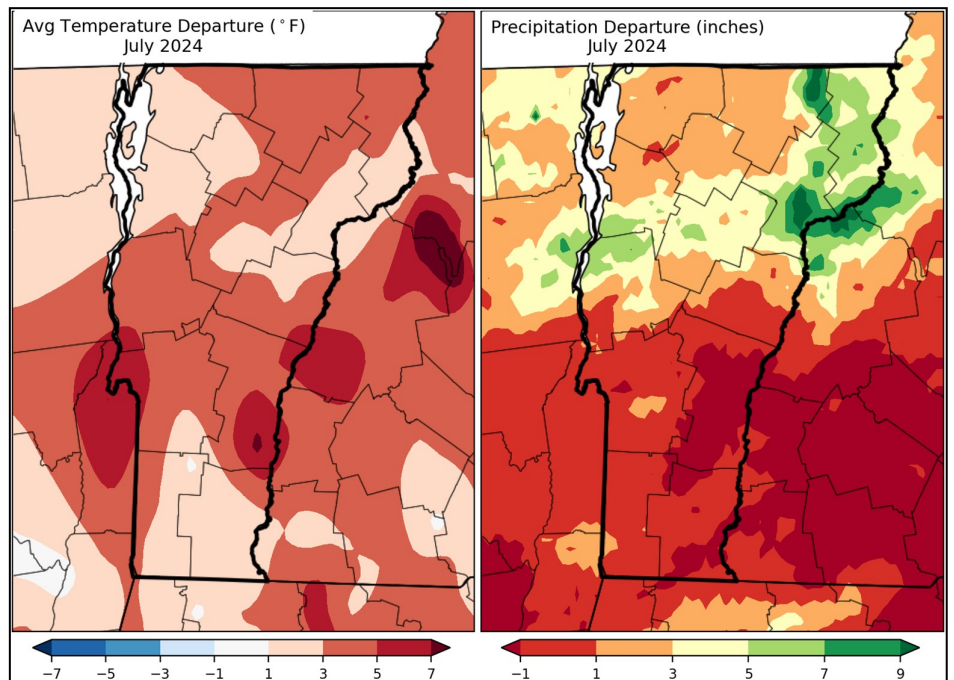 Avg Temperature Departure (°F)
July 2024
Precipitation Departure (inches)
July 2024
−7 −5 −3 −1 1 3 5 7
−1 1 3 5 7 9